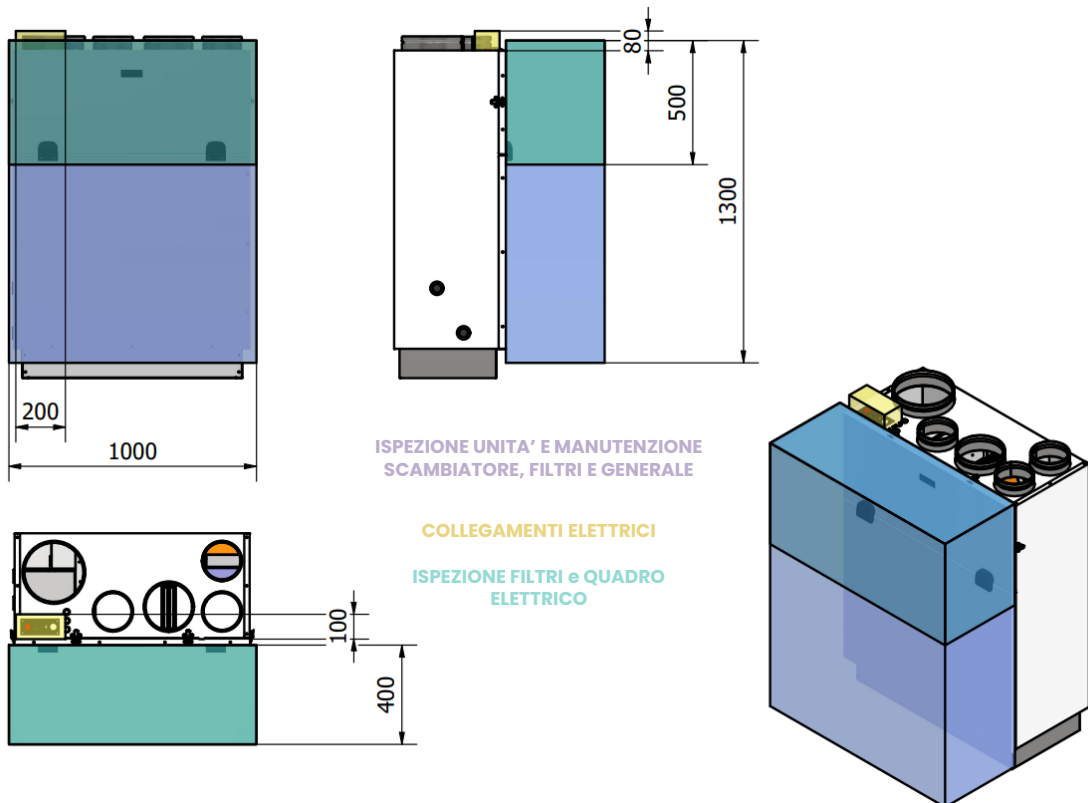 80
500
1300
200
1000
ISPEZIONE UNITA’ E MANUTENZIONE
SCAMBIATORE, FILTRI E GENERALE
COLLEGAMENTI ELETTRICI
ISPEZIONE FILTRI e QUADRO
ELETTRICO
100
400